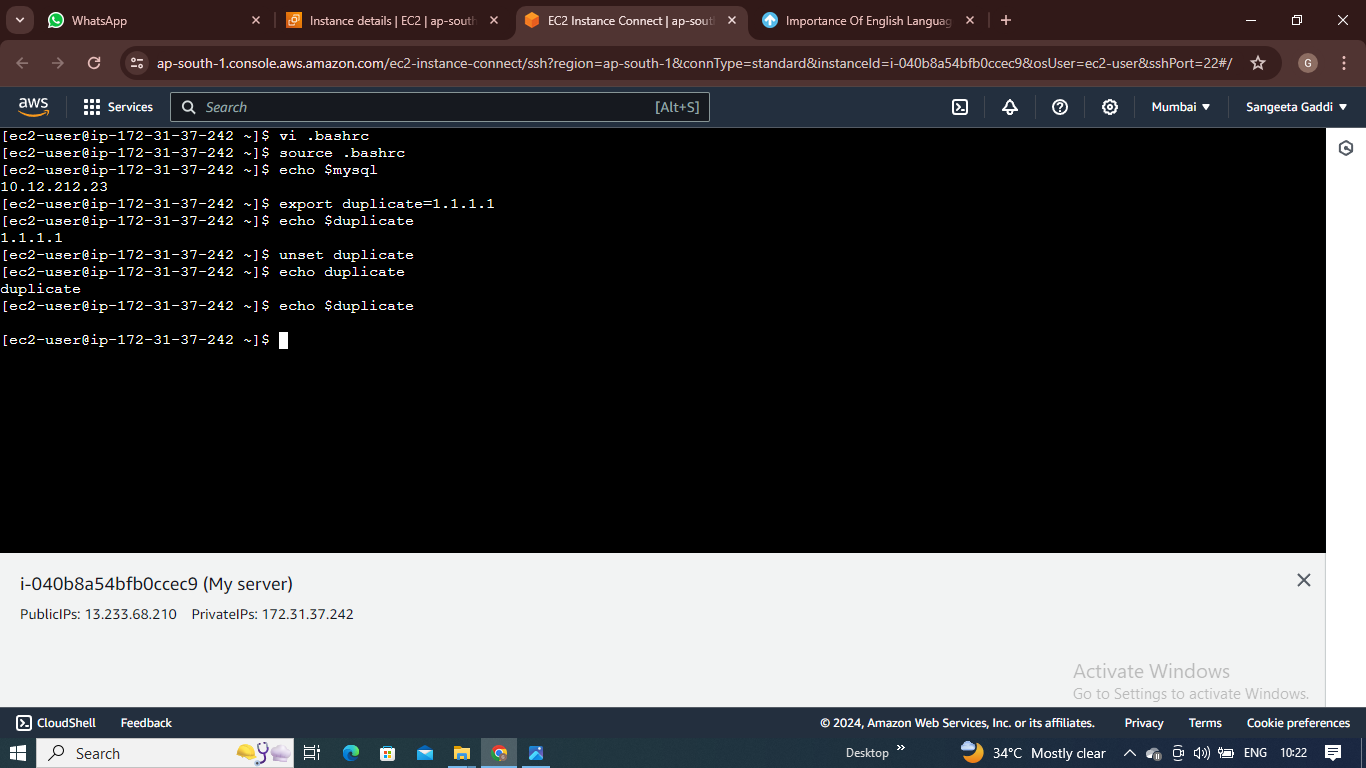 WhatsApp
Instance details | EC2 | ap-south
EC2 Instance Connect | ap-sout
Importance Of English Languag
ap-south-1.console.aws.amazon.com/ec2-instance-connect/ssh?region=ap-south-1&connType=standard&instanceId=i-040b8a54bfb0ccec9&osUser=ec2-user&sshPort=22#/
G
aws
Services
Search
[Alt+S]
Mumbai
Sangeeta Gaddi
[ec2-user@ip-172-31-37-242 ~]$ vi .bashrc
[ec2-user@ip-172-31-37-242 ~]$ source .bashrc
[ec2-user@ip-172-31-37-242 ~]$ echo $mysql
10.12.212.23
[ec2-user@ip-172-31-37-242 ~]$ export duplicate=1.1.1.1
[ec2-user@ip-172-31-37-242 ~]$ echo $duplicate
1.1.1.1
[ec2-user@ip-172-31-37-242 ~]$ unset duplicate
[ec2-user@ip-172-31-37-242 ~]$ echo duplicate
duplicate
[ec2-user@ip-172-31-37-242 ~]$ echo $duplicate
[ec2-user@ip-172-31-37-242 ~]$
i-040b8a54bfb0ccec9 (My server)
PublicIPs: 13.233.68.210 PrivateIPs: 172.31.37.242
Activate Windows
Go to Settings to activate Windows.
CloudShell
Feedback
© 2024, Amazon Web Services, Inc. or its affiliates.
Privacy
Terms
Cookie preferences
Search
Desktop
34°C Mostly clear
ENG
10:22